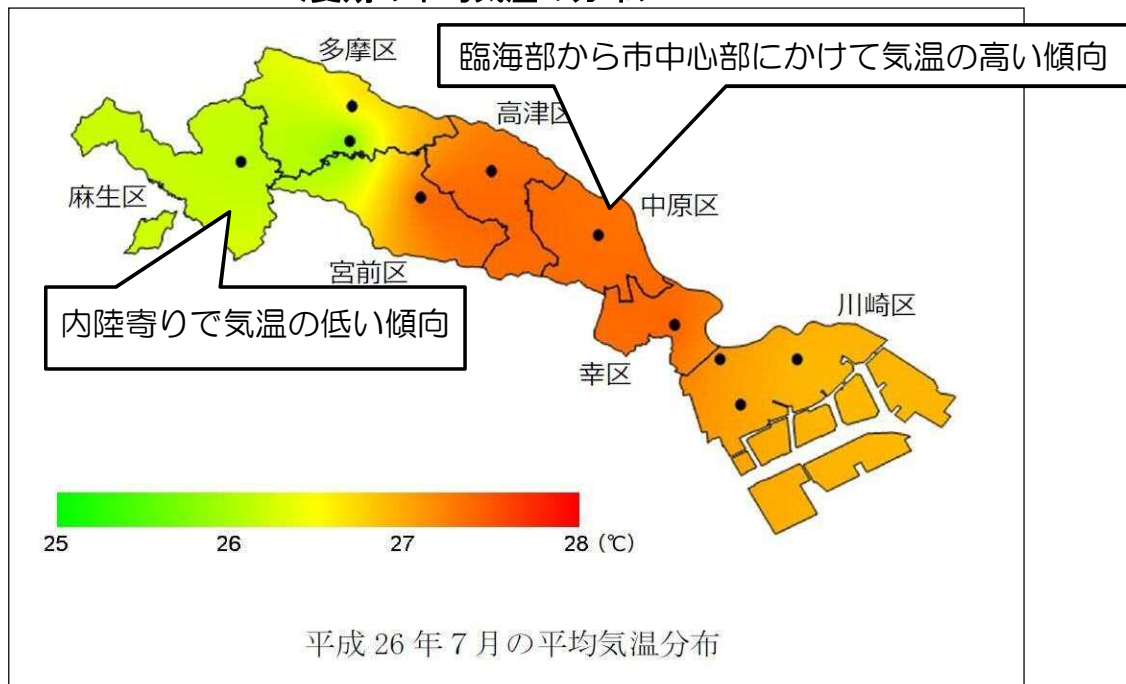 多摩区
臨海部から市中心部にかけて気温の高い傾向
高津区
麻生区
中原区
宮前区
内陸寄りで気温の低い傾向
川崎区
幸区
25 26 27 28 (℃)
平成 26 年 7 月の平均気温分布